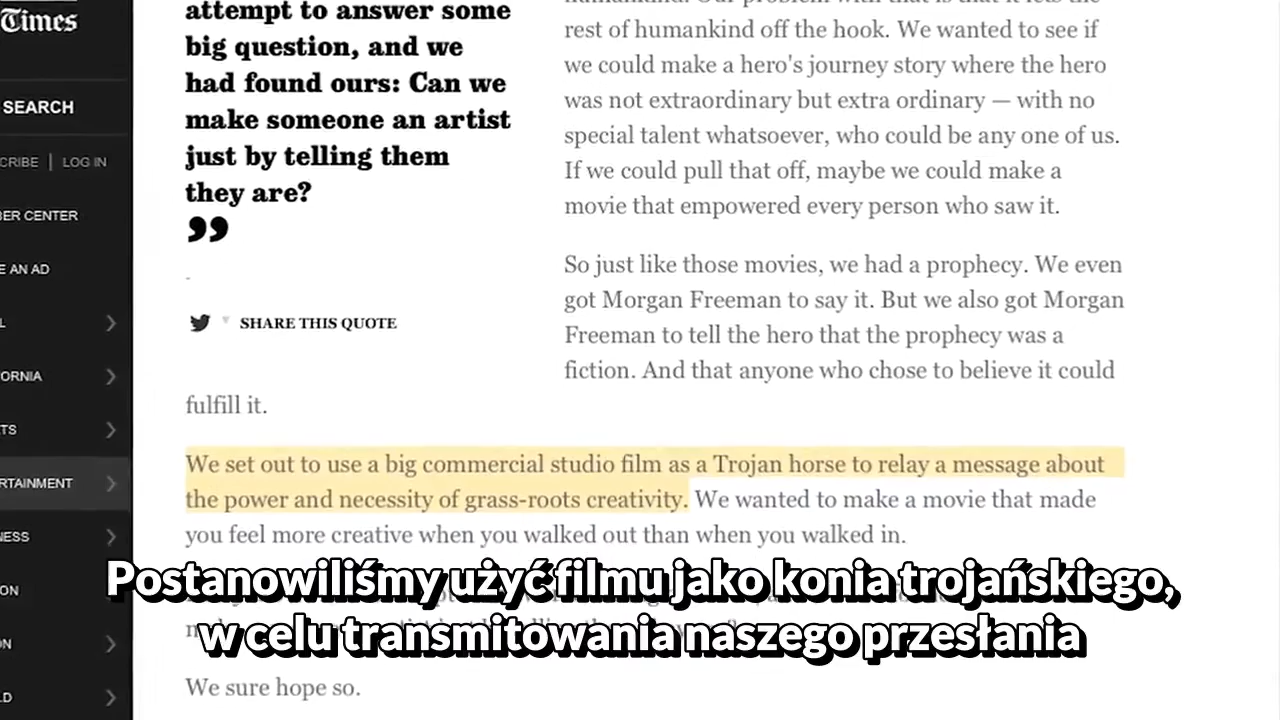 Times
SEARCH
CRIBE | LOG IN
BER CENTER
E AN AD
L
ORNIA
TS
RTAINMENT
NESS
ON
N
LD
attempt to answer some
big question, and we
had found ours: Can we
make someone an artist
just by telling them
they are?
”
-
SHARE THIS QUOTE
rest of humankind off the hook. We wanted to see if
we could make a hero's journey story where the hero
was not extraordinary but extra ordinary — with no
special talent whatsoever, who could be any one of us.
If we could pull that off, maybe we could make a
movie that empowered every person who saw it.
So just like those movies, we had a prophecy. We even
got Morgan Freeman to say it. But we also got Morgan
Freeman to tell the hero that the prophecy was a
fiction. And that anyone who chose to believe it could
fulfill it.
We set out to use a big commercial studio film as a Trojan horse to relay a message about
the power and necessity of grass-roots creativity. We wanted to make a movie that made
you feel more creative when you walked out than when you walked in.
Postanowiliśmy użyć filmu jako konia trojańskiego,
w celu transmitowania naszego przesłania
We sure hope so.